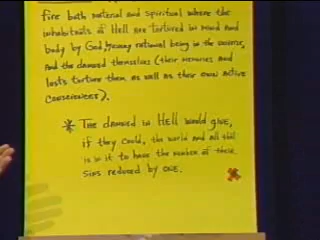 fire both material and spiritual where the
inhabitants of Hell are tortured in mind and
body by God, every rational being in the universe,
and the damned themselves (their memories and
lusts torture them as well as their own active
consciences).
* The damned in Hell would give,
if they could, the world and all that
is in it to have the number of their
sins reduced by ONE.